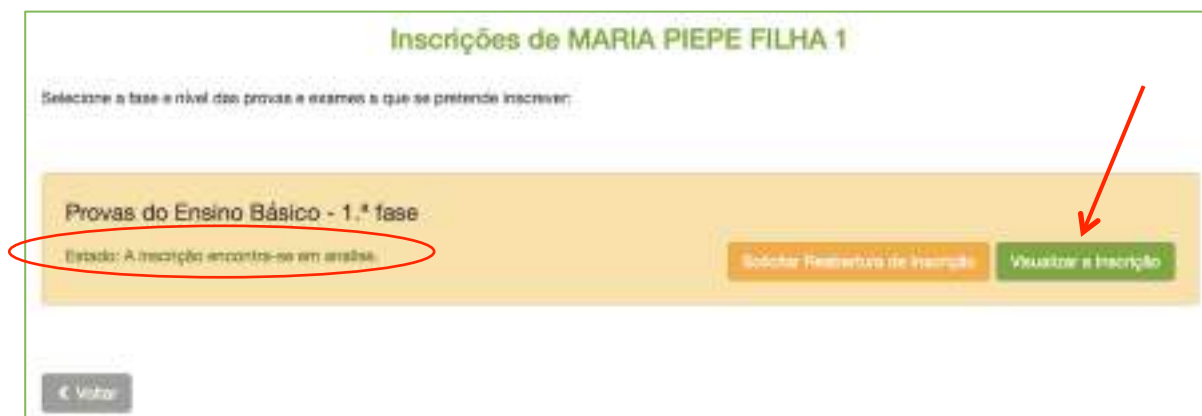 Inscrições de MARIA PIEPE FILHA 1
Selecione a fase e nível das provas e exames a que se pretende inscrever:
Provas do Ensino Básico - 1.ª fase
Estado: A inscrição encontra-se em análise.
Solicitar Reabertura de Inscrição
Visualizar a Inscrição
Voltar